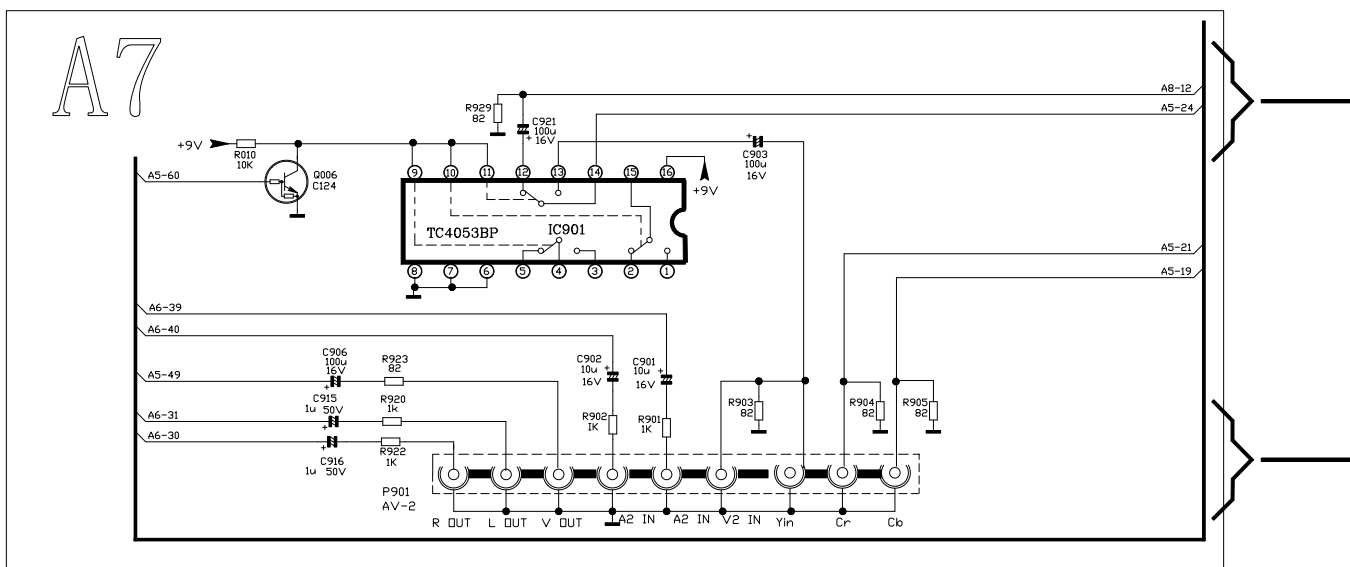 A7
A8-12
R929
82
C921
100u
16V
A5-24
+9V
R010
10K
C903
100u
16V
A5-60
Q006
C124
9 10 11 12 13 14 15 16
+9V
TC4053BP
IC901
A5-21
8 7 6 5 4 3 2 1
A5-19
A6-39
A6-40
C906
100u
16V
R923
82
C902
10u
16V
C901
10u
16V
A5-49
C915
1u 50V
R920
1k
R903
82
R904
82
R905
82
A6-31
R902
1K
R901
1K
A6-30
C916
1u 50V
R922
1K
P901
AV-2
R OUT L OUT V OUT A2 IN A2 IN V2 IN Yin Cr Cb